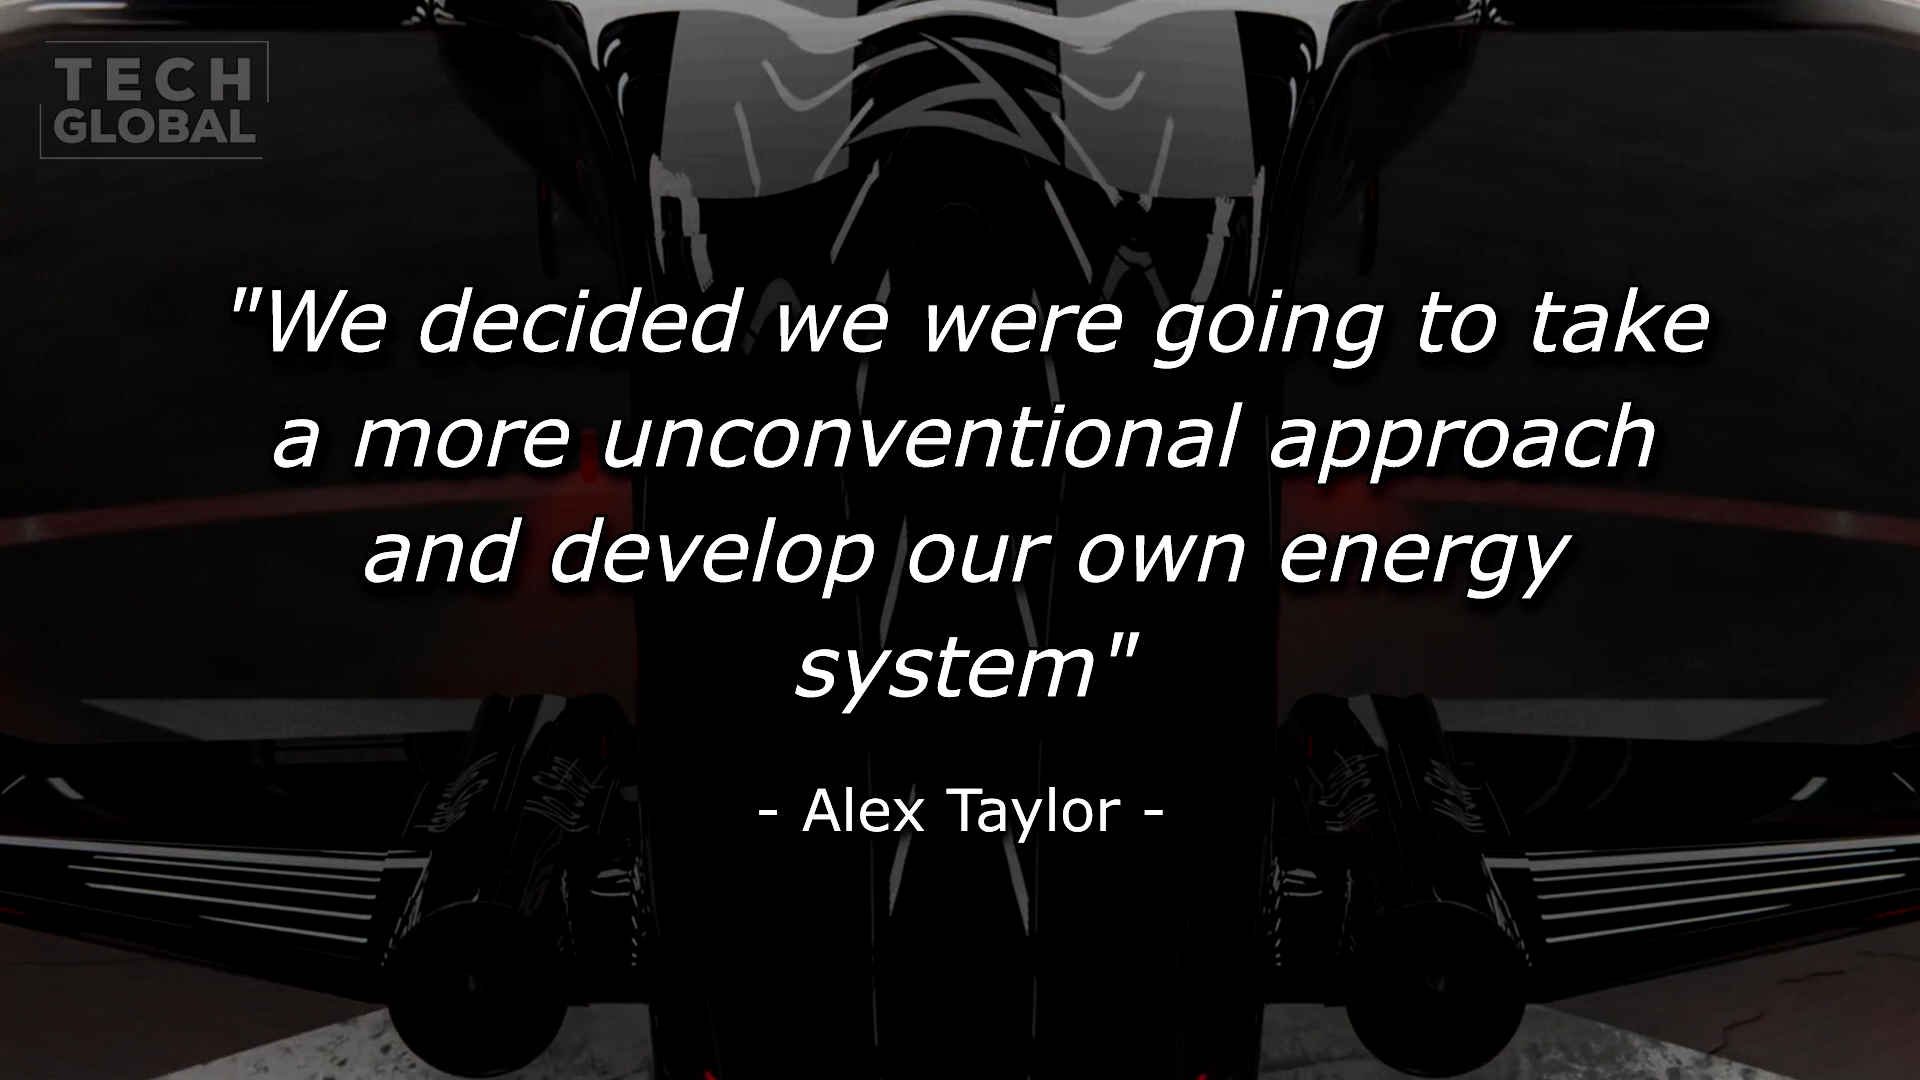 TECH
GLOBAL
"We decided we were going to take
a more unconventional approach
and develop our own energy
system"
- Alex Taylor -